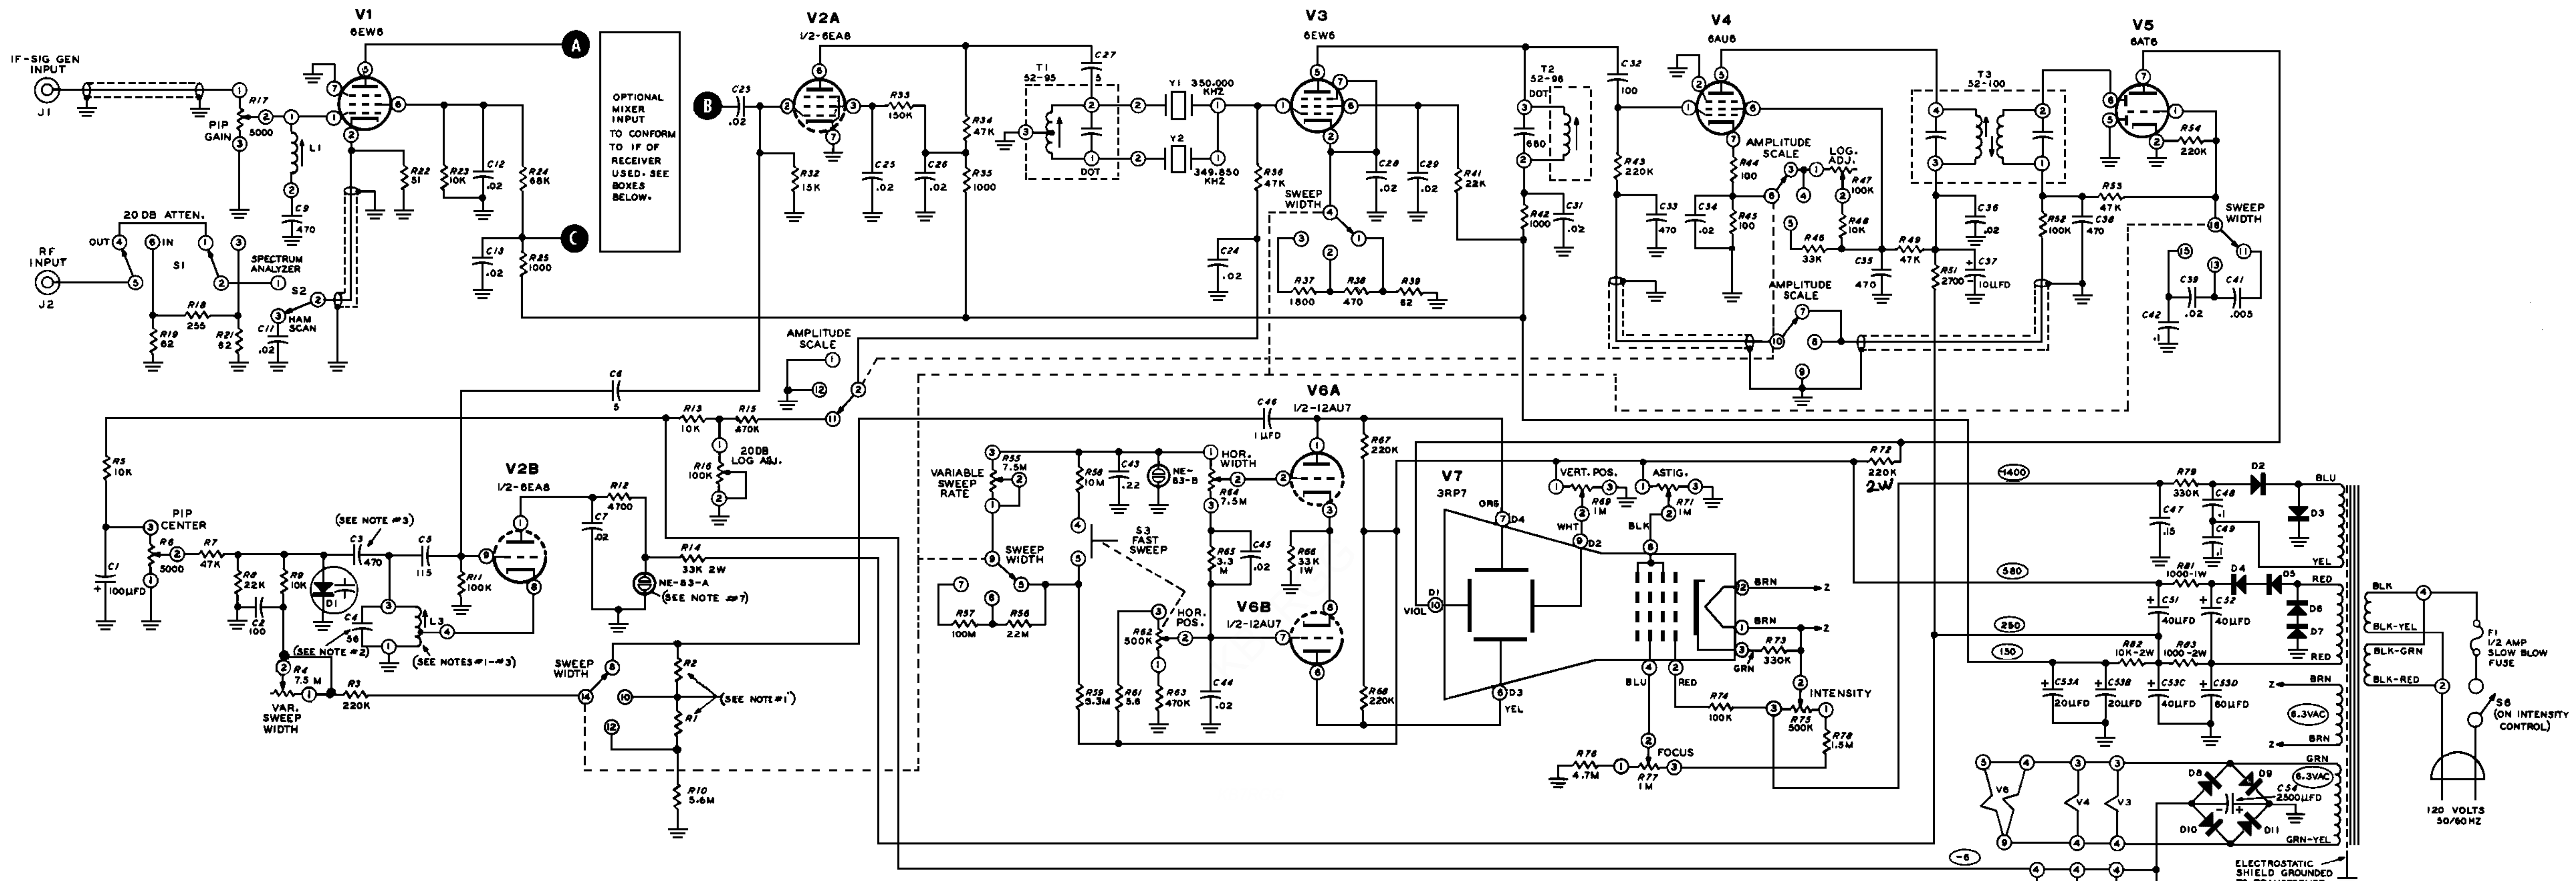 V1
6EW6
V2A
1/2-6EA8
V3
6EW6
V4
6AU6
V5
6AT6
IF-SIG GEN
INPUT
J1
R17
5000
PIP
GAIN
L1
C9
470
R22
51
R23
10K
C12
.02
R24
68K
C13
.02
R25
1000
A
B
C
OPTIONAL
MIXER
INPUT
TO CONFORM
TO IF OF
RECEIVER
USED. SEE
BOXES
BELOW.
C23
.02
R32
15K
C25
.02
R33
150K
C26
.02
R34
47K
R35
1000
C27
5
T1
52-95
DOT
Y1
350.000
KHZ
Y2
349.850
KHZ
R36
47K
C24
.02
SWEEP
WIDTH
R37
1800
R38
470
R39
62
C28
.02
C29
.02
R41
22K
T2
52-96
DOT
680
R42
1000
C31
.02
C32
100
R43
220K
C33
470
C34
.02
R44
100
R45
100
AMPLITUDE
SCALE
LOG.
ADJ.
R47
100K
R48
10K
R46
33K
C35
470
R49
47K
R51
2700
C36
.02
C37
10µFD
AMPLITUDE
SCALE
T3
52-100
R52
100K
C38
470
R53
47K
R54
220K
SWEEP
WIDTH
C39
.02
C41
.005
C42
.1
20 DB ATTEN.
OUT
IN
S1
SPECTRUM
ANALYZER
S2
HAM
SCAN
RF
INPUT
J2
R18
255
R19
62
R21
62
C11
.02
AMPLITUDE
SCALE
C6
5
R13
10K
R15
470K
20DB
LOG ADJ.
R16
100K
R5
10K
C1
100µFD
PIP
CENTER
R6
5000
R7
47K
R8
22K
R9
10K
C2
100
D1
(SEE NOTE #3)
C3
470
C5
115
C4
56
(SEE NOTE #2)
L3
(SEE NOTES #1-#3)
R11
100K
V2B
1/2-6EA8
C7
.02
R12
4700
R14
33K 2W
NE-83-A
(SEE NOTE #7)
R4
7.5 M
VAR.
SWEEP
WIDTH
R3
220K
SWEEP
WIDTH
R2
R1
(SEE NOTE #1)
R10
5.6M
VARIABLE
SWEEP
RATE
R55
7.5M
SWEEP
WIDTH
R57
100M
R56
22M
R58
10M
C43
.22
NE-
83-B
HOR.
WIDTH
R64
7.5M
S3
FAST
SWEEP
R65
3.3
M
C45
.02
R59
5.3M
R61
5.6
R62
500K
HOR.
POS.
R63
470K
C44
.02
C46
1 µFD
V6A
1/2-12AU7
R66
33K
1W
V6B
1/2-12AU7
R67
220K
R68
220K
V7
3RP7
GRS
D4
D1
VIOL
D3
YEL
VERT. POS.
R69
1M
WHT
D2
ASTIG.
R71
1M
BLK
R72
220K
2W
BRN
Z
BRN
Z
GRN
R73
330K
BLU
RED
R74
100K
INTENSITY
R75
500K
R78
1.5M
R76
4.7M
FOCUS
R77
1M
-1400
R79
330K
D2
BLU
C47
.15
C48
.1
C49
.1
D3
YEL
580
R81
1000-1W
D4
D5
RED
C51
40µFD
C52
40µFD
D6
D7
RED
250
150
R82
10K-2W
R83
1000-2W
C53A
20µFD
C53B
20µFD
C53C
40µFD
C53D
60µFD
Z
BRN
6.3VAC
Z
BRN
GRN
6.3VAC
D8
D9
C54
2500µFD
D10
D11
GRN-YEL
V6
V4
V3
-6
BLK
BLK-YEL
BLK-GRN
BLK-RED
F1
1/2 AMP
SLOW BLOW
FUSE
S6
(ON INTENSITY
CONTROL)
120 VOLTS
50/60HZ
ELECTROSTATIC
SHIELD GROUNDED